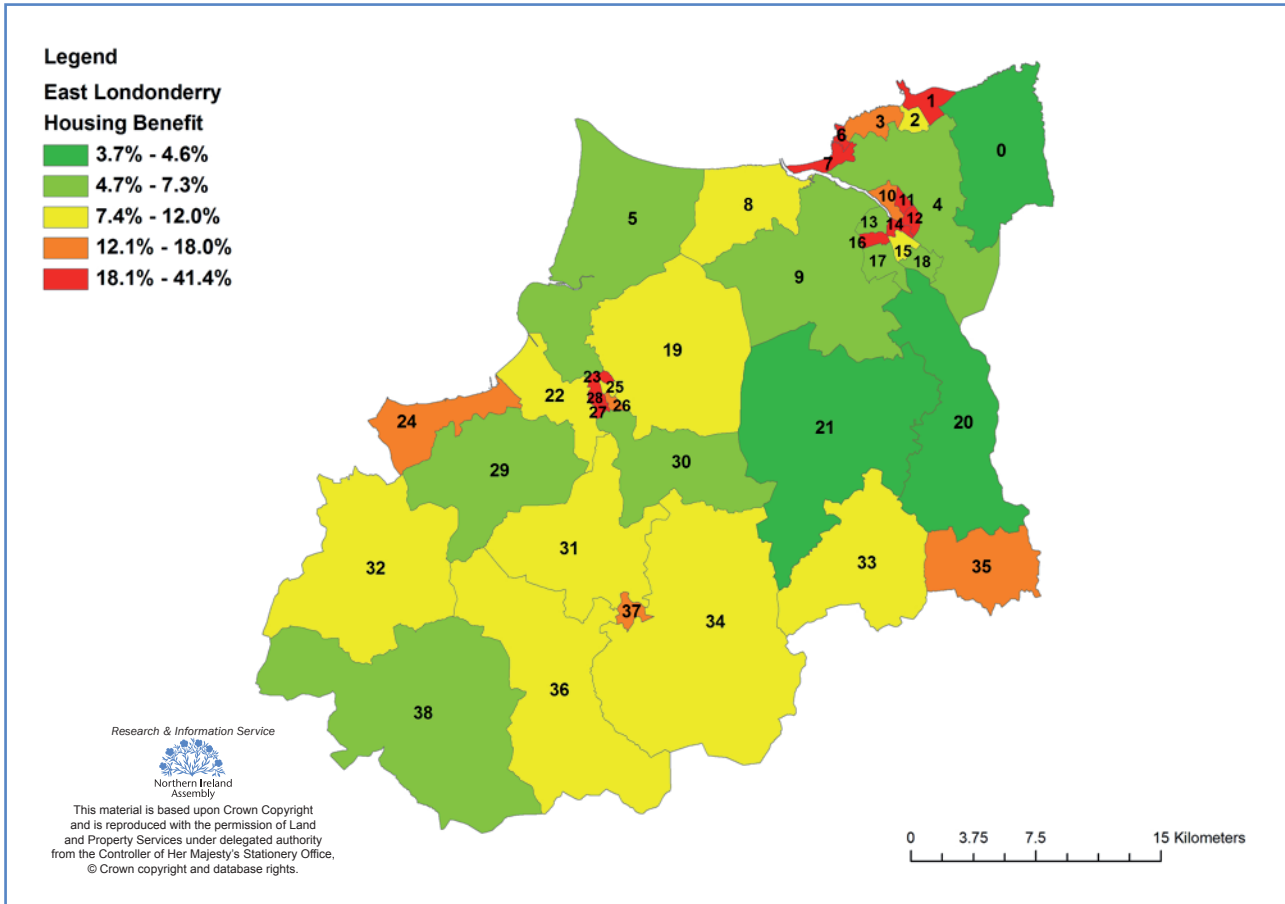 Legend
East Londonderry
Housing Benefit
3.7% - 4.6%
4.7% - 7.3%
7.4% - 12.0%
12.1% - 18.0%
18.1% - 41.4%
1
2
3
0
6
7
5
8
10
11
4
12
13
14
16
15
17
18
9
19
23
25
22
28
26
27
24
21
20
30
29
31
32
33
35
37
34
36
38
Research & Information Service
Northern Ireland
Assembly
This material is based upon Crown Copyright
and is reproduced with the permission of Land
and Property Services under delegated authority
from the Controller of Her Majesty's Stationery Office,
© Crown copyright and database rights.
0 3.75 7.5 15 Kilometers